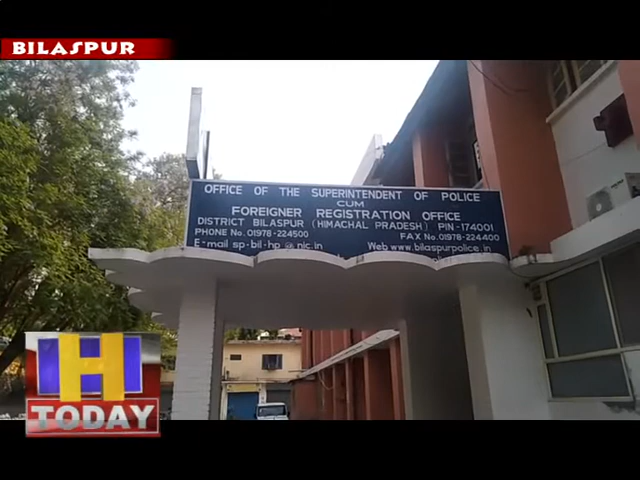 BILASPUR
OFFICE OF THE SUPERINTENDENT OF POLICE
CUM
FOREIGNER REGISTRATION OFFICE
DISTRICT BILASPUR (HIMACHAL PRADESH) PIN-174001
PHONE No. 01978-224500 FAX No. 01978-224400
E-mail sp-bil-hp@nic.in Web www.bilaspurpolice.in
H
TODAY